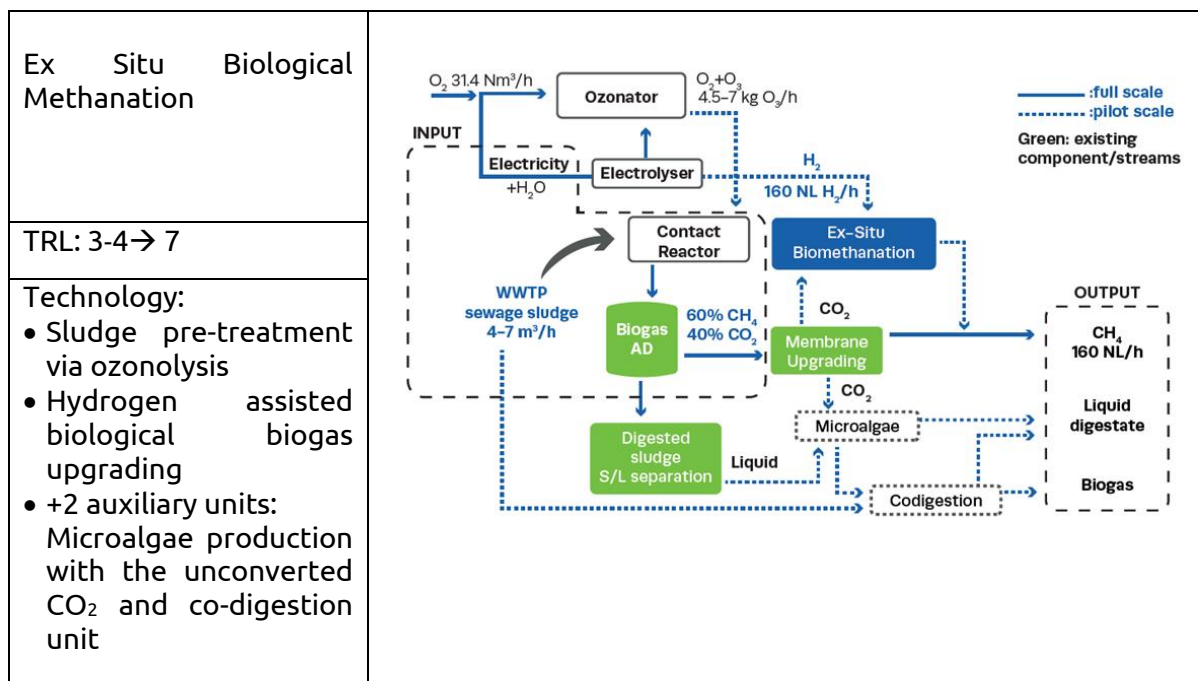 Ex Situ Biological
Methanation
TRL: 3-4→ 7
Technology:
• Sludge pre-treatment
via ozonolysis
• Hydrogen assisted
biological biogas
upgrading
• +2 auxiliary units:
Microalgae production
with the unconverted
CO₂ and co-digestion
unit
O₂ 31.4 Nm³/h
Ozonator
O₂+O₃
4.5–7 kg O₃/h
:full scale
:pilot scale
Green: existing
component/streams
INPUT
Electricity
+H₂O
Electrolyser
H₂
160 NL H₂/h
Contact
Reactor
Ex-Situ
Biomethanation
WWTP
sewage sludge
4–7 m³/h
Biogas
AD
60% CH₄
40% CO₂
CO₂
Membrane
Upgrading
CO₂
OUTPUT
CH₄
160 NL/h
Liquid
digestate
Biogas
Microalgae
Digested
sludge
S/L separation
Liquid
Codigestion